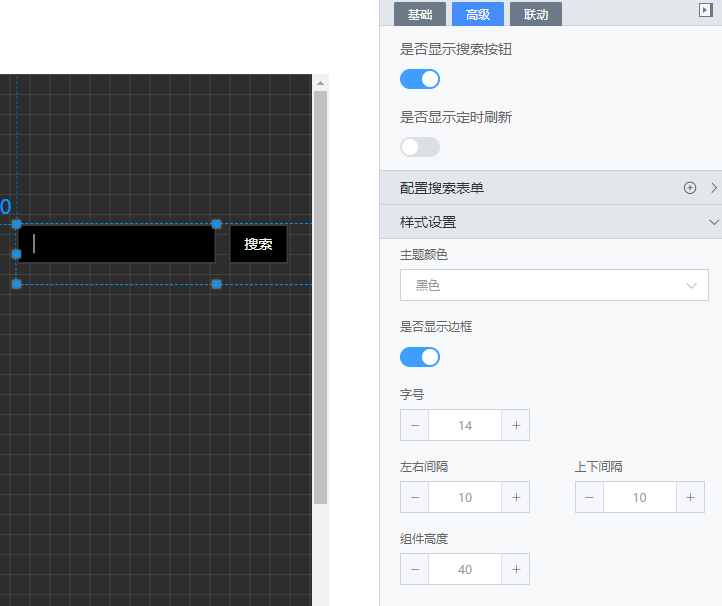 基础 高级 联动
是否显示搜索按钮
是否显示定时刷新
配置搜索表单
样式设置
主题颜色
黑色
是否显示边框
字号
14
左右间隔 上下间隔
10 10
组件高度
40
0
搜索